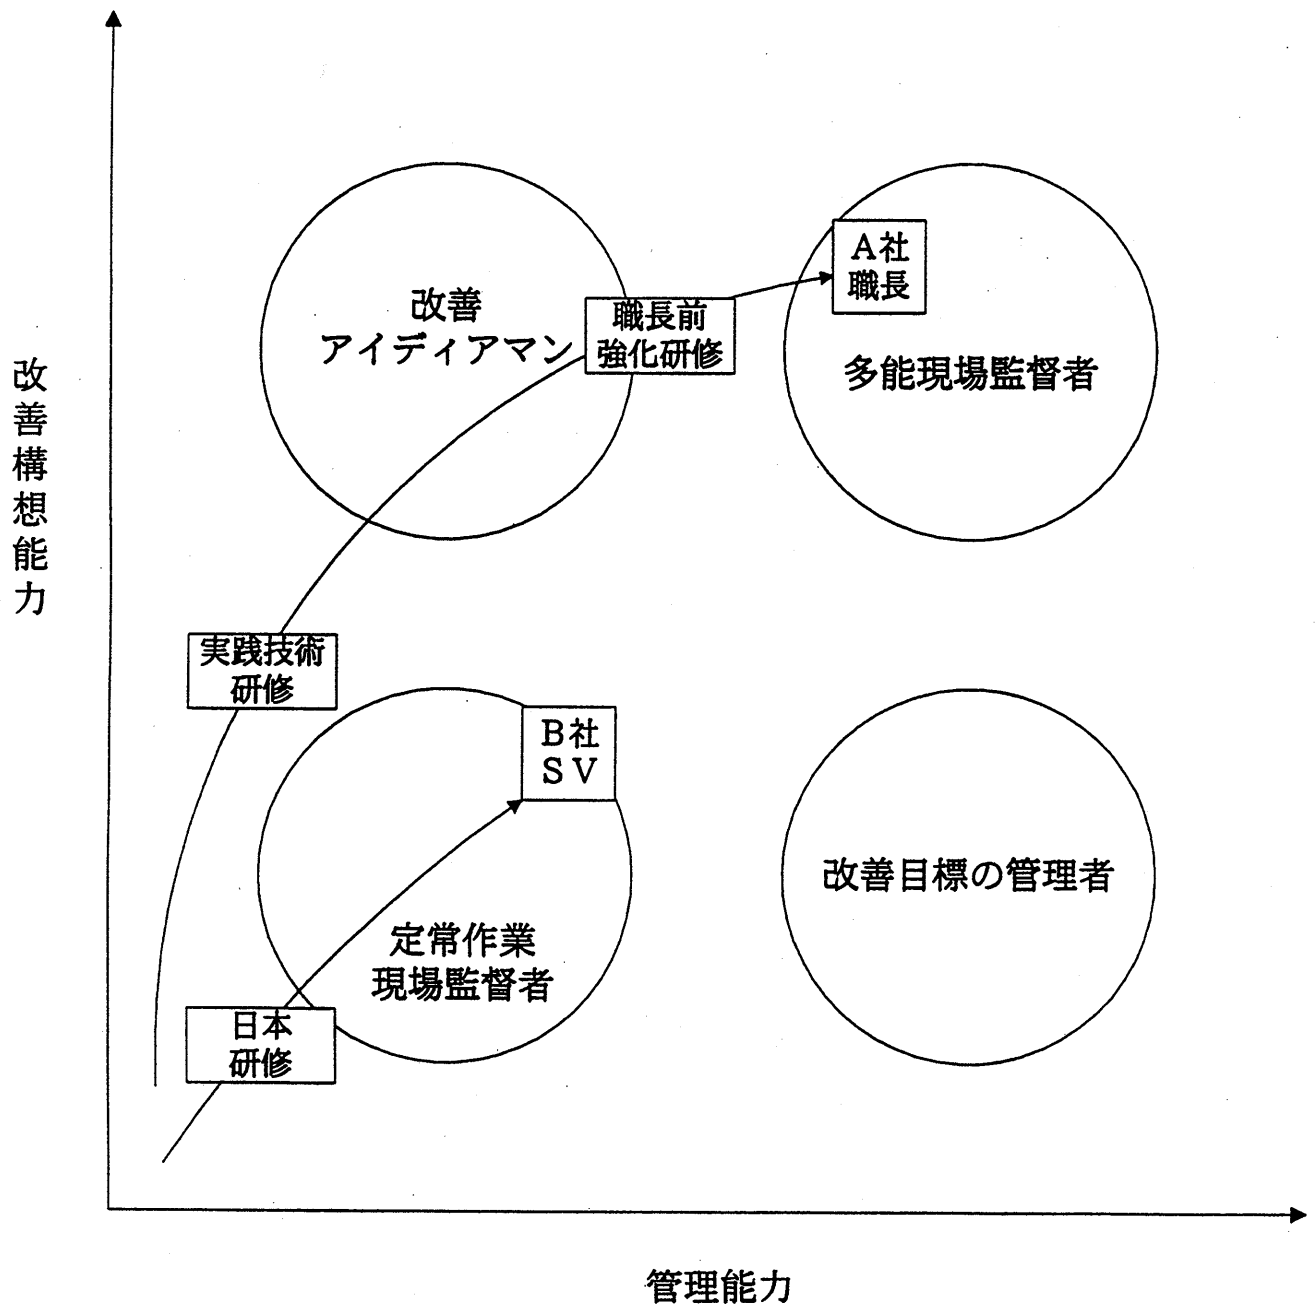 改善構想能力
改善
アイディアマン
職長前
強化研修
A社
職長
多能現場監督者
実践技術
研修
B社
SV
定常作業
現場監督者
日本
研修
改善目標の管理者
管理能力